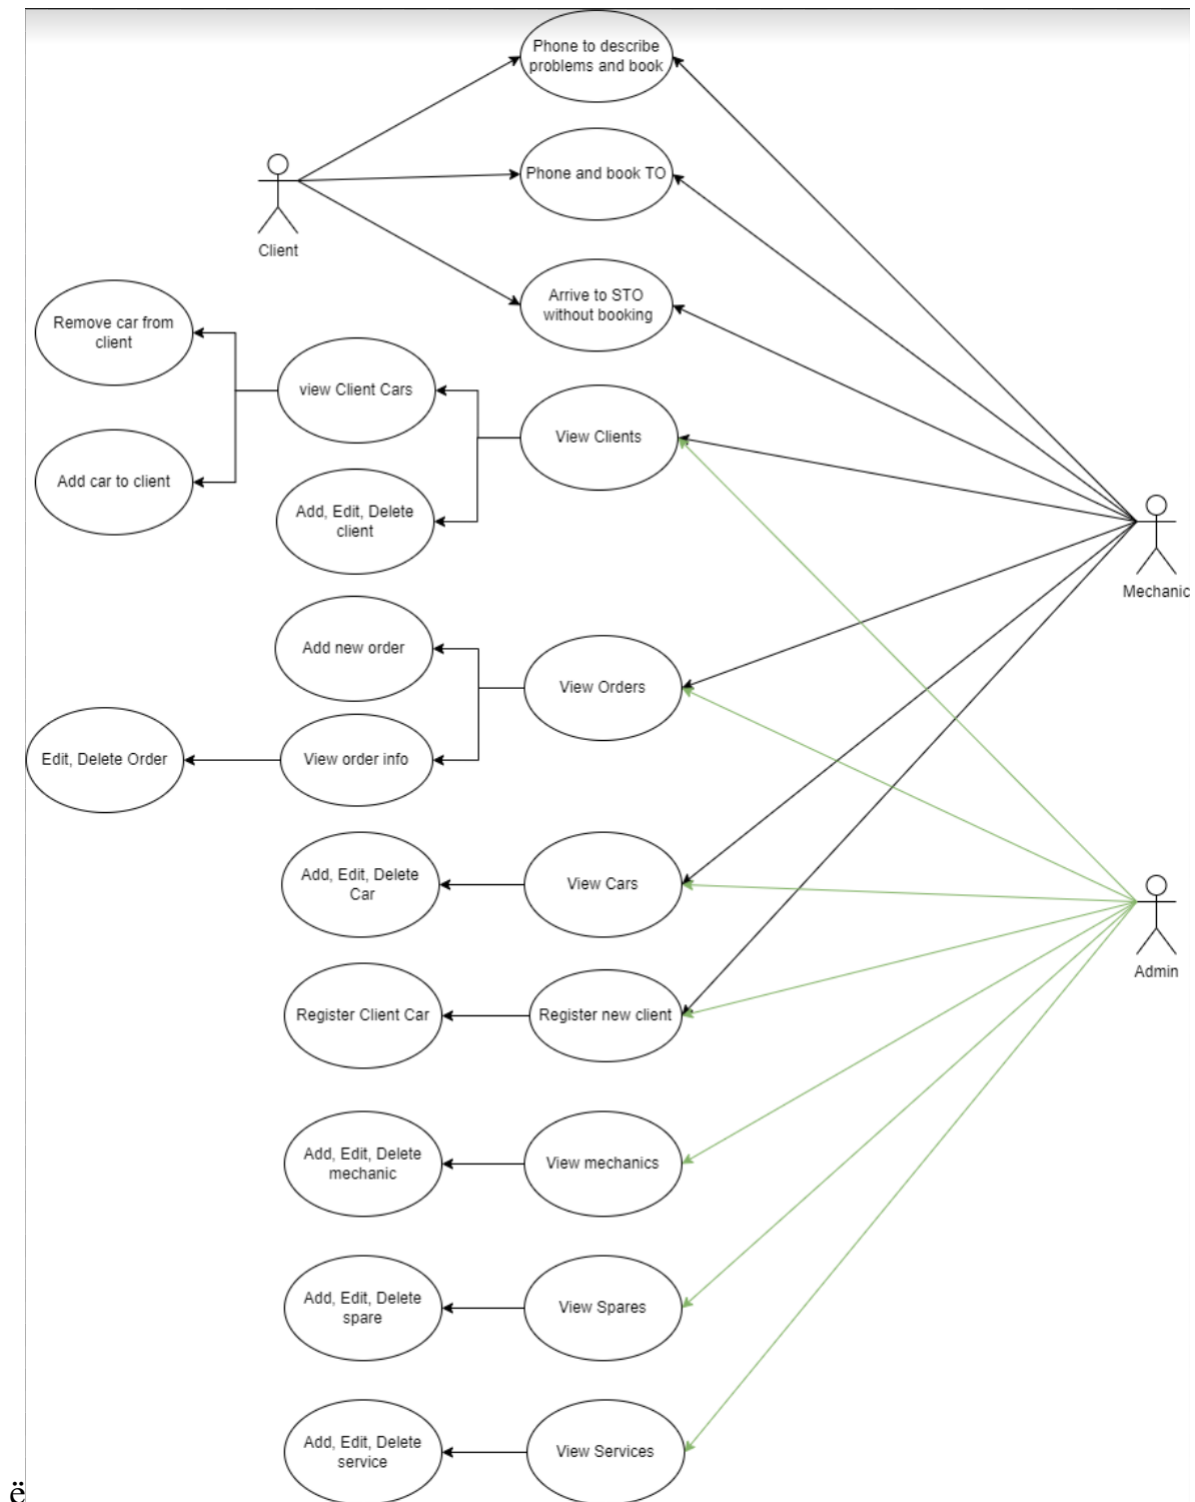 Phone to describe
problems and book
Phone and book TO
Client
Arrive to STO
without booking
Remove car from
client
view Client Cars
View Clients
Add car to client
Add, Edit, Delete
client
Mechanic
Add new order
View Orders
Edit, Delete Order
View order info
Add, Edit, Delete
Car
View Cars
Admin
Register Client Car
Register new client
Add, Edit, Delete
mechanic
View mechanics
Add, Edit, Delete
spare
View Spares
Add, Edit, Delete
service
View Services
ë